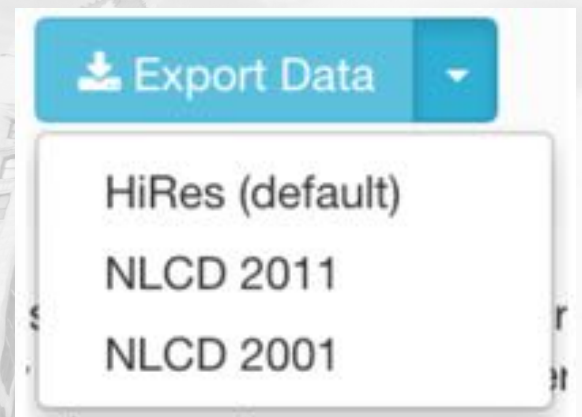 Export Data
HiRes (default)
NLCD 2011
NLCD 2001